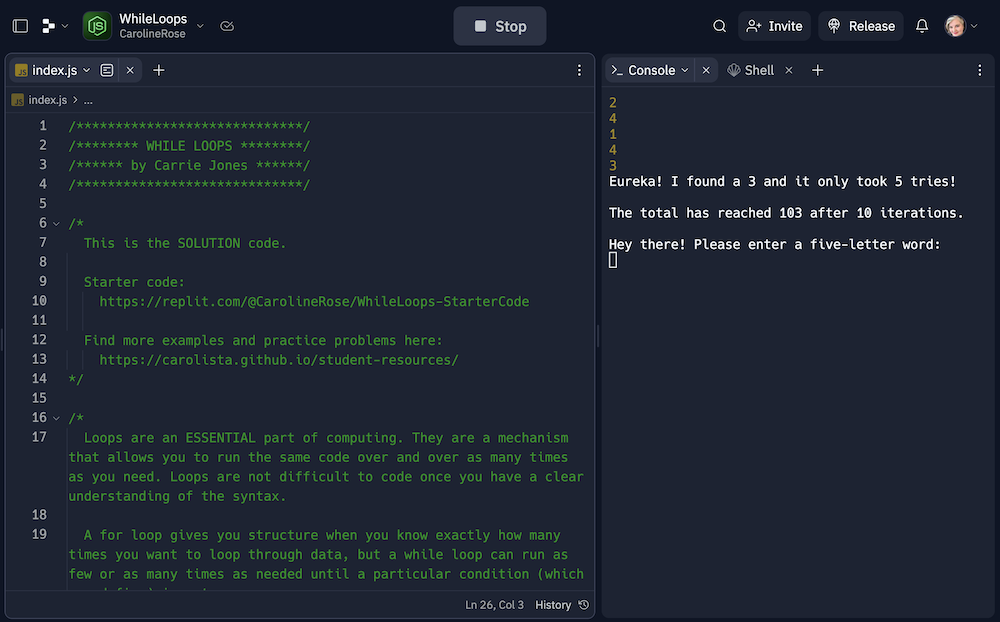 WhileLoops
CarolineRose
Stop
Invite
Release
JS index.js
JS index.js > ...
1 /*****************************/
2 /******** WHILE LOOPS ********/
3 /****** by Carrie Jones ******/
4 /*****************************/
5
6 /*
7 This is the SOLUTION code.
8
9 Starter code:
10 https://replit.com/@CarolineRose/WhileLoops-StarterCode
11
12 Find more examples and practice problems here:
13 https://carolista.github.io/student-resources/
14 */
15
16 /*
17 Loops are an ESSENTIAL part of computing. They are a mechanism
that allows you to run the same code over and over as many times
as you need. Loops are not difficult to code once you have a clear
understanding of the syntax.
18
19 A for loop gives you structure when you know exactly how many
times you want to loop through data, but a while loop can run as
few or as many times as needed until a particular condition (which
Ln 26, Col 3 History
>_ Console
Shell
2
4
1
4
3
Eureka! I found a 3 and it only took 5 tries!
The total has reached 103 after 10 iterations.
Hey there! Please enter a five-letter word: